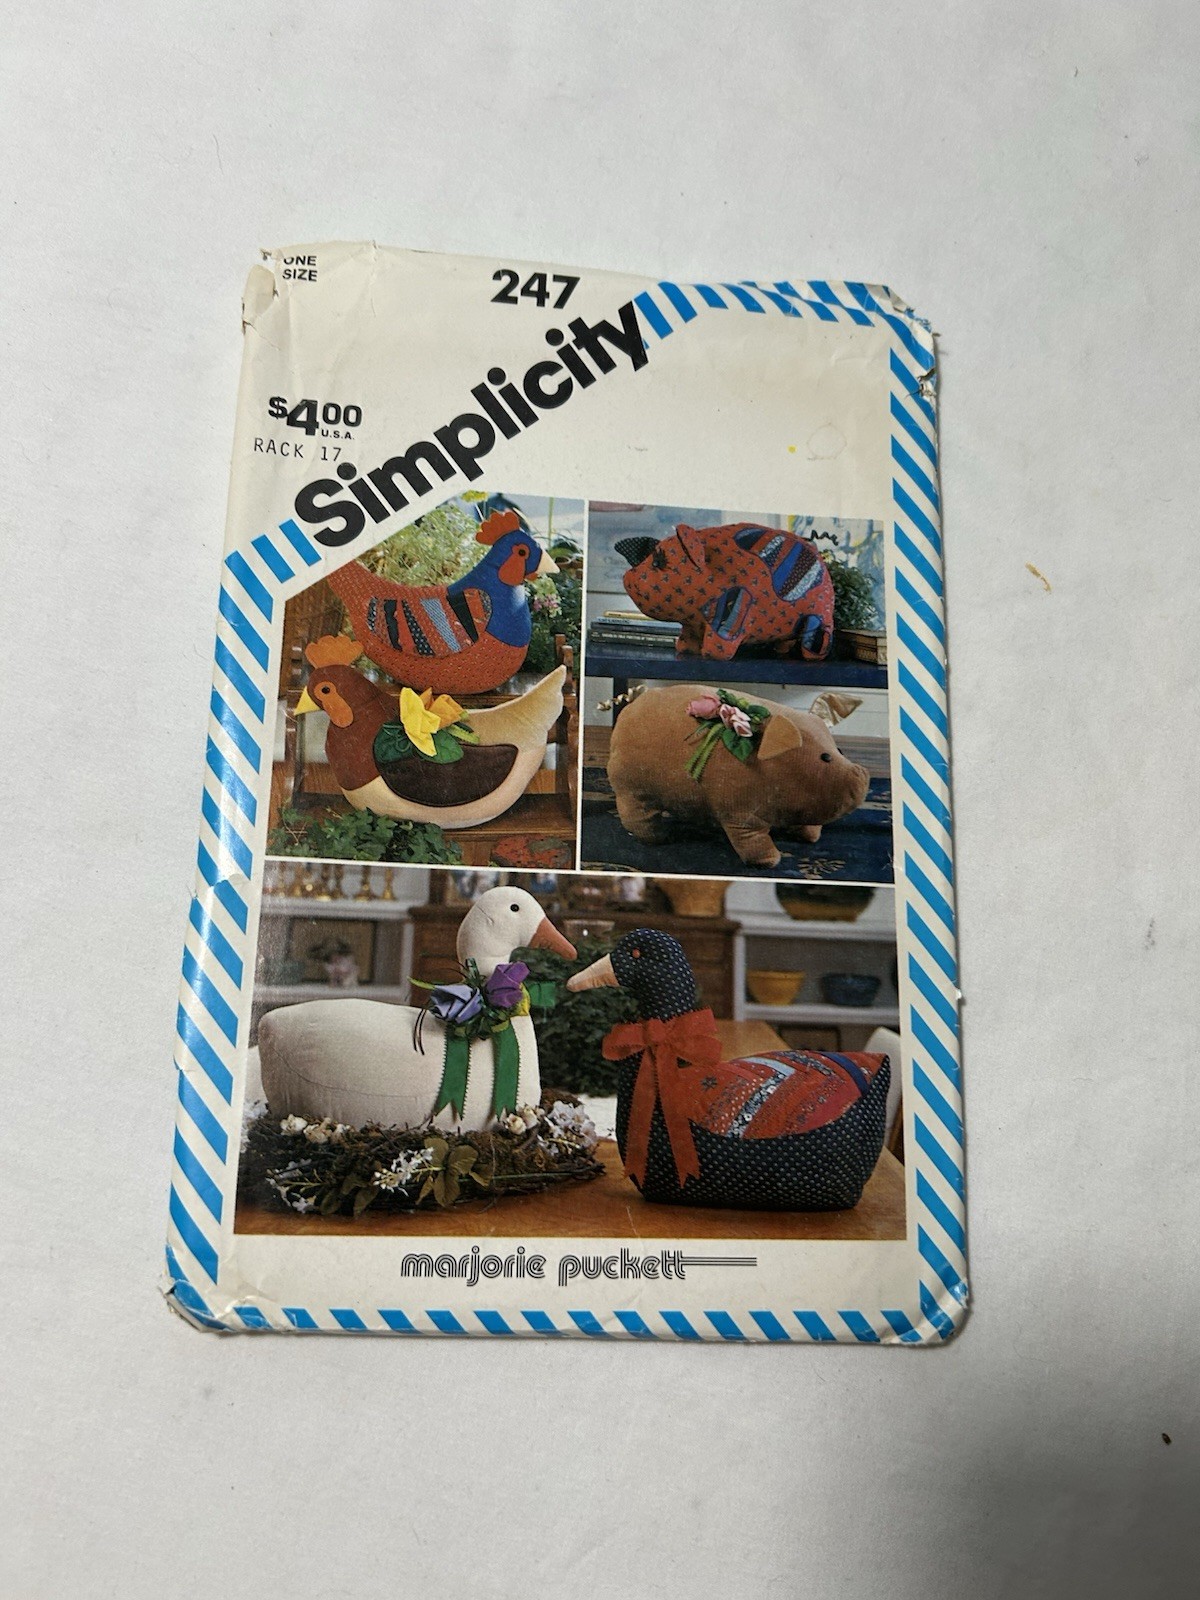 ONE
SIZE
247
Simplicity
$4.00
U.S.A.
RACK 17
marjorie puckett